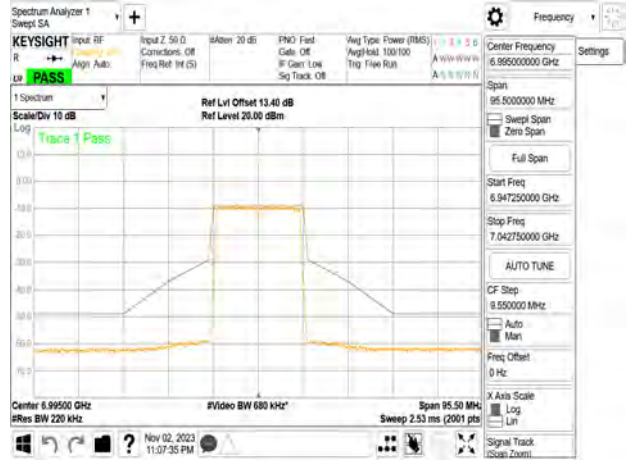 Spectrum Analyzer 1
Swept SA
Frequency
KEYSIGHT
Input: RF
Align: Auto
Input Z: 50 Ω
Corrections: Off
Freq Ref: Int (S)
#Atten: 20 dB
PNO: Fast
Gate: Off
IF Gain: Low
Sig Track: Off
Avg Type: Power (RMS)
Avg|Hold: 100/100
Trig: Free Run
PASS
1 Spectrum
Scale/Div 10 dB
Log
Ref Lvl Offset 13.40 dB
Ref Level 20.00 dBm
Trace 1 Pass
Center 6.99500 GHz
#Res BW 220 kHz
#Video BW 680 kHz*
Span 95.50 MHz
Sweep 2.53 ms (2001 pts)
Nov 02, 2023
11:07:35 PM
Center Frequency
6.995000000 GHz
Settings
Span
95.5000000 MHz
Swept Span
Zero Span
Full Span
Start Freq
6.947250000 GHz
Stop Freq
7.042750000 GHz
AUTO TUNE
CF Step
9.550000 MHz
Auto
Man
Freq Offset
0 Hz
X Axis Scale
Log
Lin
Signal Track
(Span Zoom)